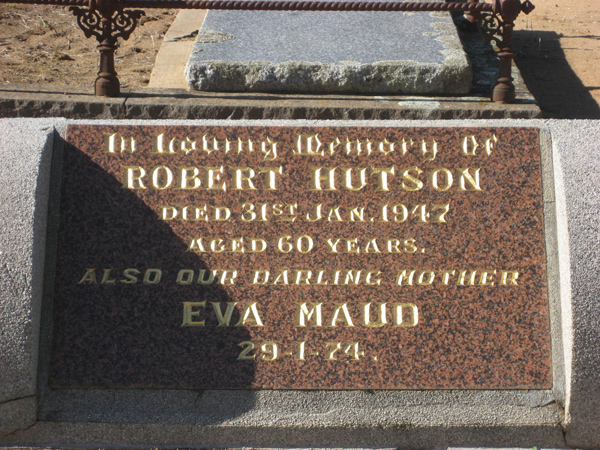 In Loving Memory Of
ROBERT HUTSON
DIED 31ST JAN. 1947
AGED 60 YEARS.
ALSO OUR DARLING MOTHER
EVA MAUD
29-1-74.